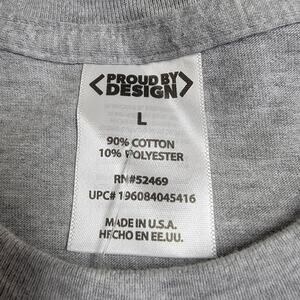 PROUD BY
DESIGN
L
90% COTTON
10% POLYESTER
RN#52469
UPC# 196084045416
MADE IN U.S.A.
HECHO EN EE.UU.